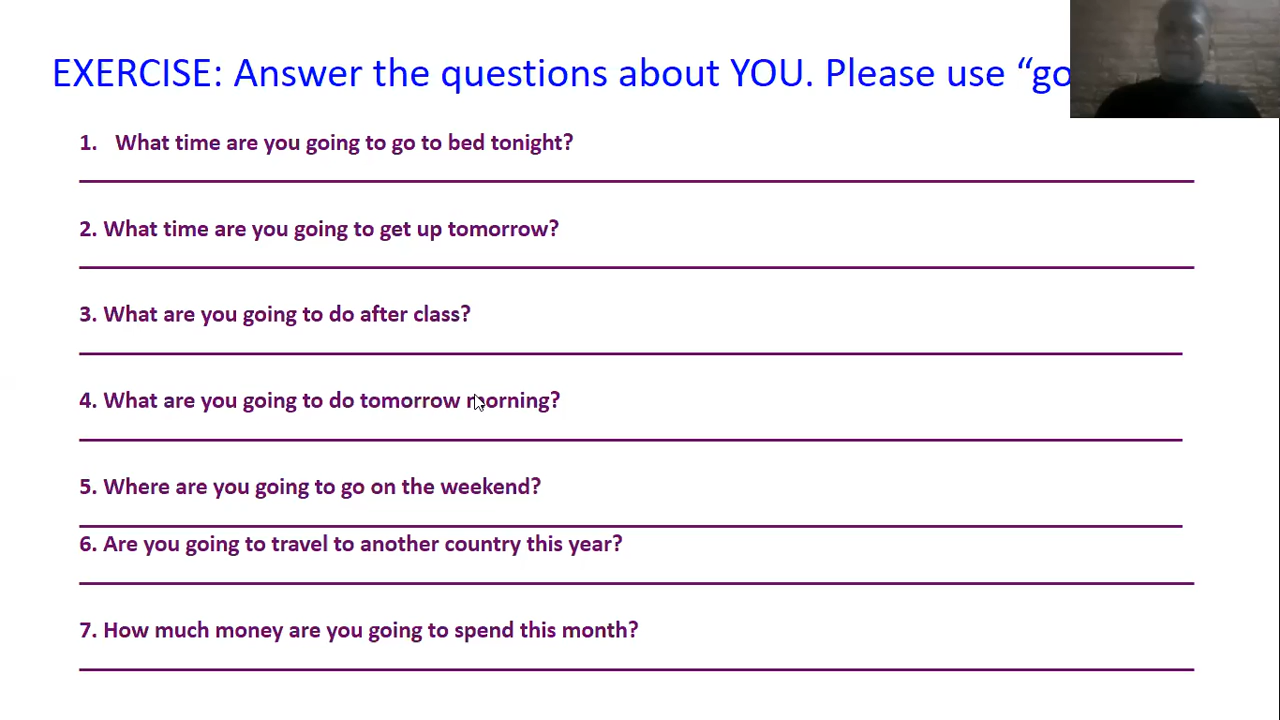 EXERCISE: Answer the questions about YOU. Please use “go
1. What time are you going to go to bed tonight?
2. What time are you going to get up tomorrow?
3. What are you going to do after class?
4. What are you going to do tomorrow morning?
5. Where are you going to go on the weekend?
6. Are you going to travel to another country this year?
7. How much money are you going to spend this month?